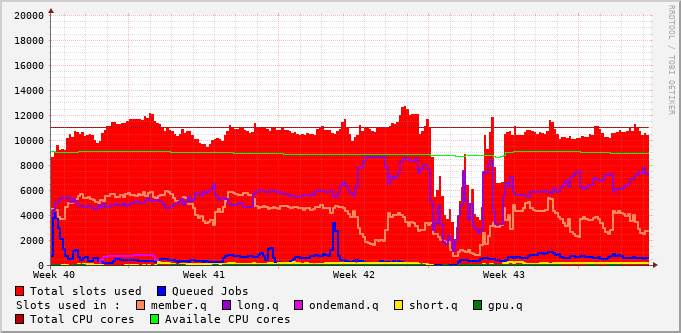 20000
18000
16000
14000
12000
10000
8000
6000
4000
2000
0
Week 40 Week 41 Week 42 Week 43
Total slots used Queued Jobs
Slots used in : member.q long.q ondemand.q short.q gpu.q
Total CPU cores Availale CPU cores
RRDTOOL / TOBI OETIKER